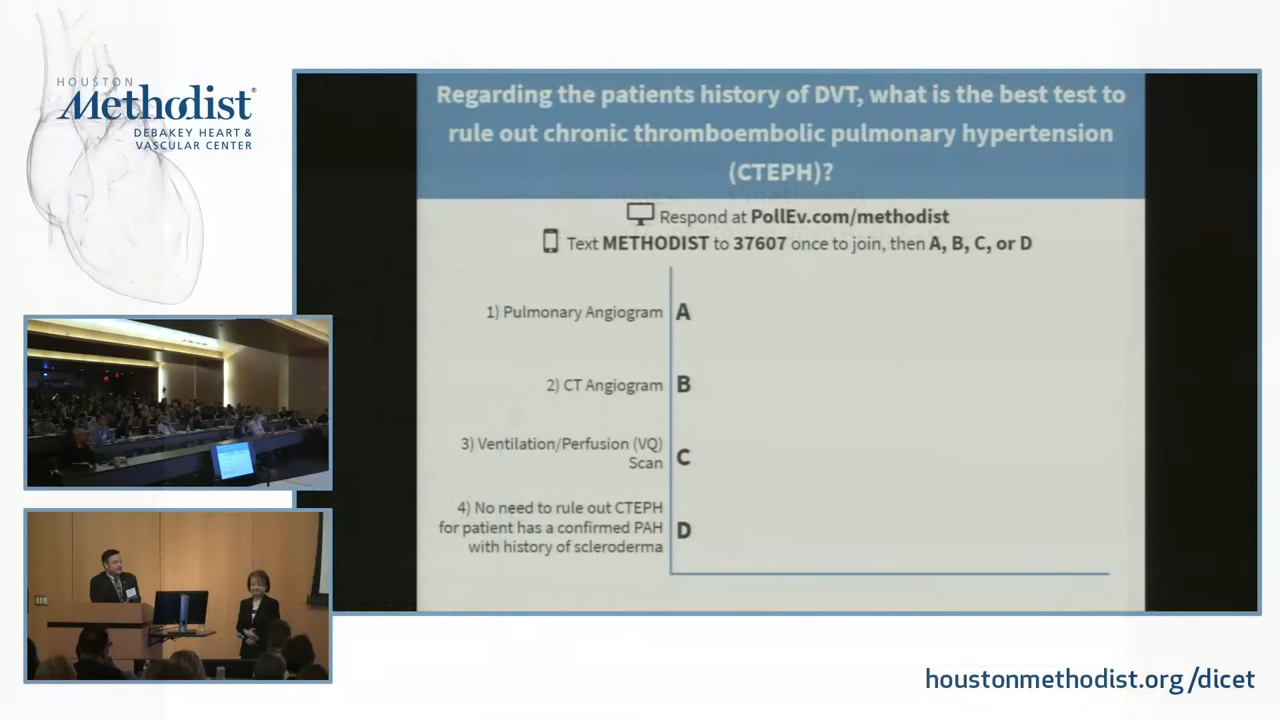 HOUSTON
Methodist®
DEBAKEY HEART &
VASCULAR CENTER
Regarding the patients history of DVT, what is the best test to
rule out chronic thromboembolic pulmonary hypertension
(CTEPH)?
Respond at PollEv.com/methodist
Text METHODIST to 37607 once to join, then A, B, C, or D
1) Pulmonary Angiogram A
2) CT Angiogram B
3) Ventilation/Perfusion (VQ)
Scan C
4) No need to rule out CTEPH
for patient has a confirmed PAH D
with history of scleroderma
houstonmethodist.org/dicet